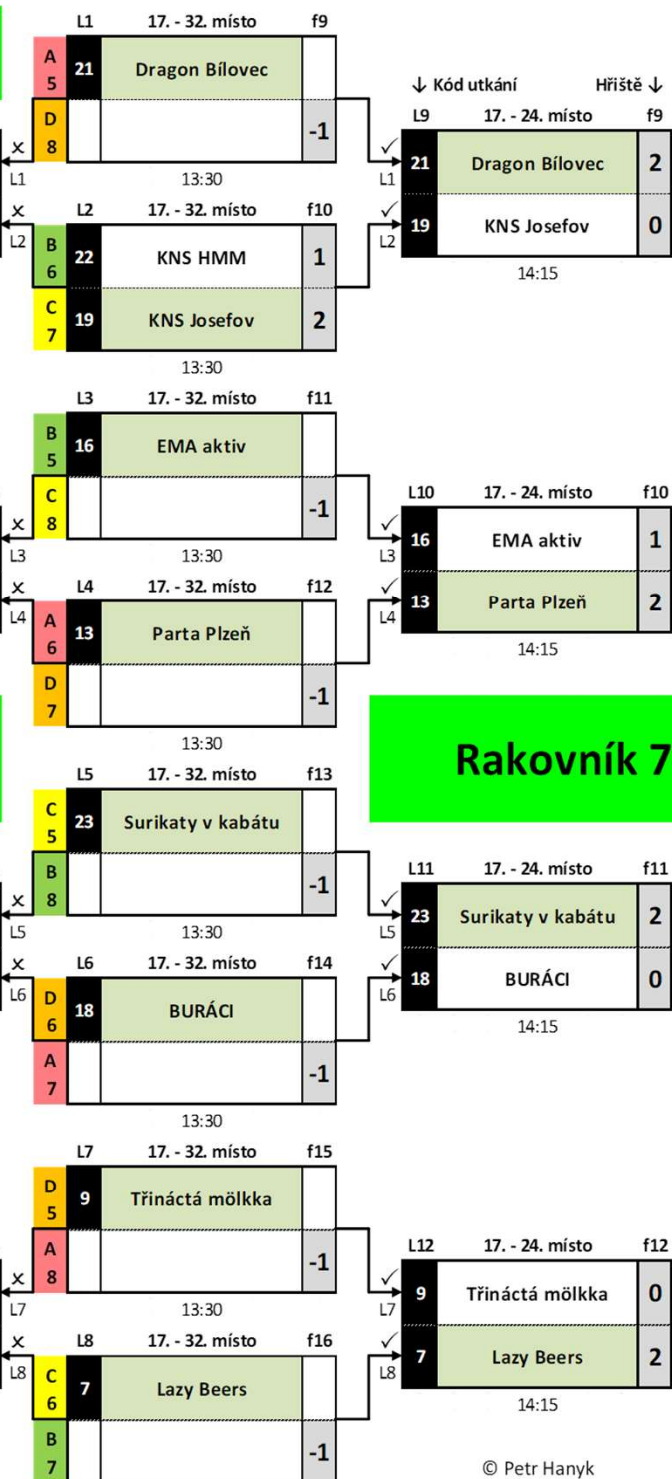 L1 17. - 32. místo f9
A 5 21 Dragon Bílovec
D 8 -1
x L1 13:30
↓ Kód utkání Hřiště ↓
L9 17. - 24. místo f9
✓ L1 21 Dragon Bílovec 2
✓ L2 19 KNS Josefov 0
14:15
x L2
L2 17. - 32. místo f10
B 6 22 KNS HMM 1
C 7 19 KNS Josefov 2
13:30
L3 17. - 32. místo f11
B 5 16 EMA aktiv
C 8 -1
x L3 13:30
L10 17. - 24. místo f10
✓ L3 16 EMA aktiv 1
✓ L4 13 Parta Plzeň 2
14:15
x L4
L4 17. - 32. místo f12
A 6 13 Parta Plzeň
D 7 -1
13:30
Rakovník 7
L5 17. - 32. místo f13
C 5 23 Surikaty v kabátu
B 8 -1
x L5 13:30
L11 17. - 24. místo f11
✓ L5 23 Surikaty v kabátu 2
✓ L6 18 BURÁCI 0
14:15
x L6
L6 17. - 32. místo f14
D 6 18 BURÁCI
A 7 -1
13:30
L7 17. - 32. místo f15
D 5 9 Třináctá mölkka
A 8 -1
x L7 13:30
L12 17. - 24. místo f12
✓ L7 9 Třináctá mölkka 0
✓ L8 7 Lazy Beers 2
14:15
x L8
L8 17. - 32. místo f16
C 6 7 Lazy Beers
B 7 -1
© Petr Hanyk